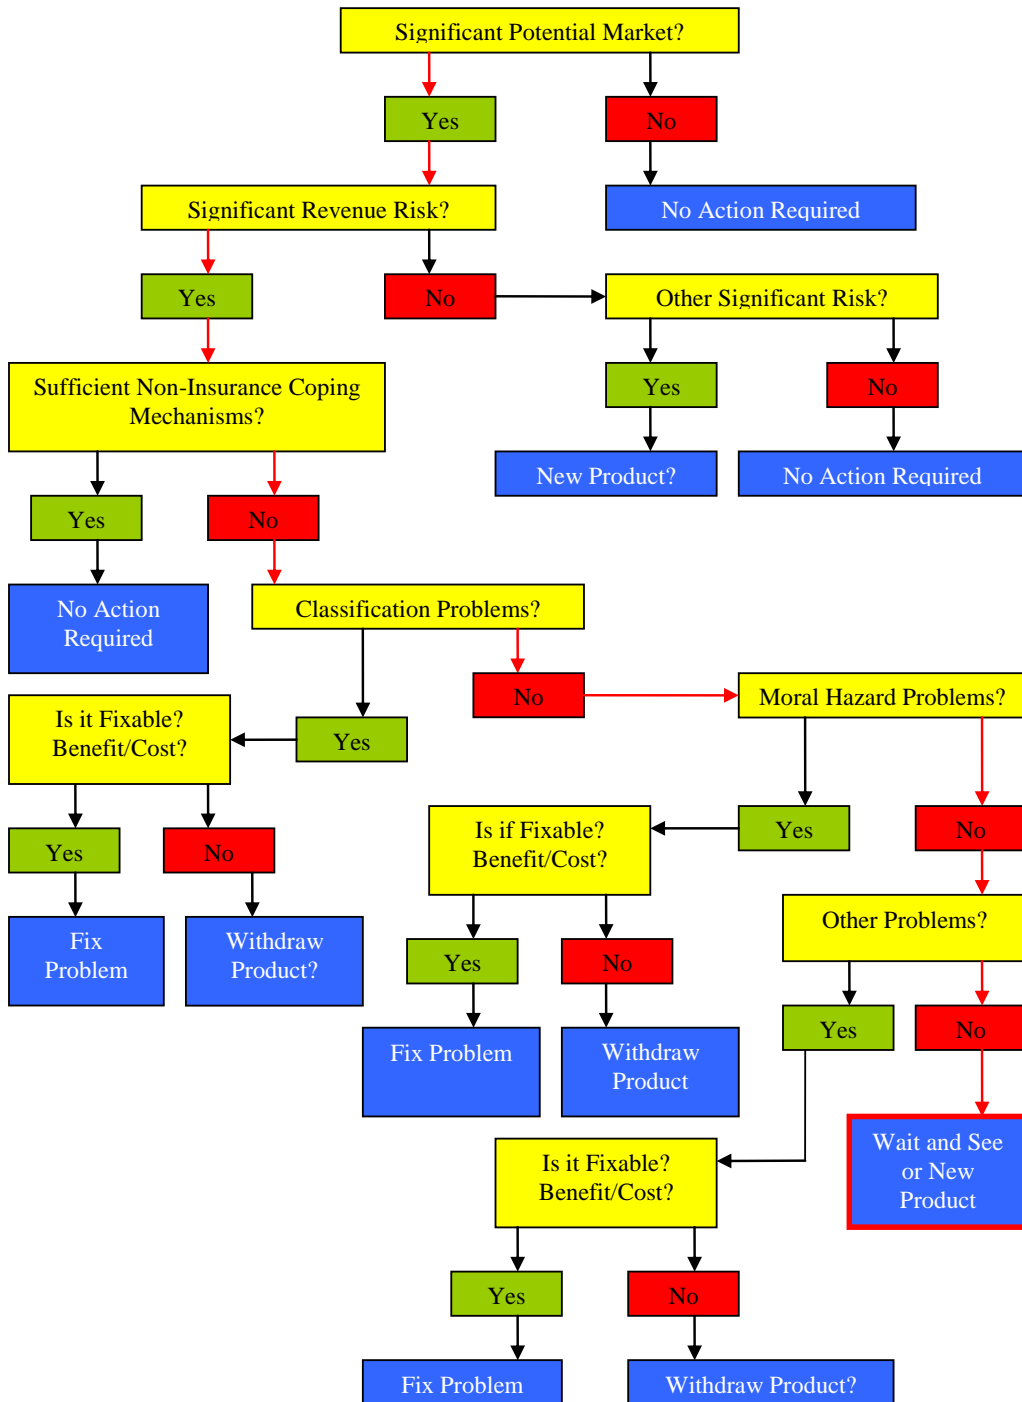 Significant Potential Market?
Yes
No
Significant Revenue Risk?
No Action Required
Yes
No
Other Significant Risk?
Sufficient Non-Insurance Coping
Mechanisms?
Yes
No
New Product?
No Action Required
Yes
No
No Action
Required
Classification Problems?
No
Moral Hazard Problems?
Is it Fixable?
Benefit/Cost?
Yes
Yes
No
Is if Fixable?
Benefit/Cost?
Yes
No
Fix
Problem
Withdraw
Product?
Other Problems?
Yes
No
Yes
No
Fix Problem
Withdraw
Product
Wait and See
or New
Product
Is it Fixable?
Benefit/Cost?
Yes
No
Fix Problem
Withdraw Product?